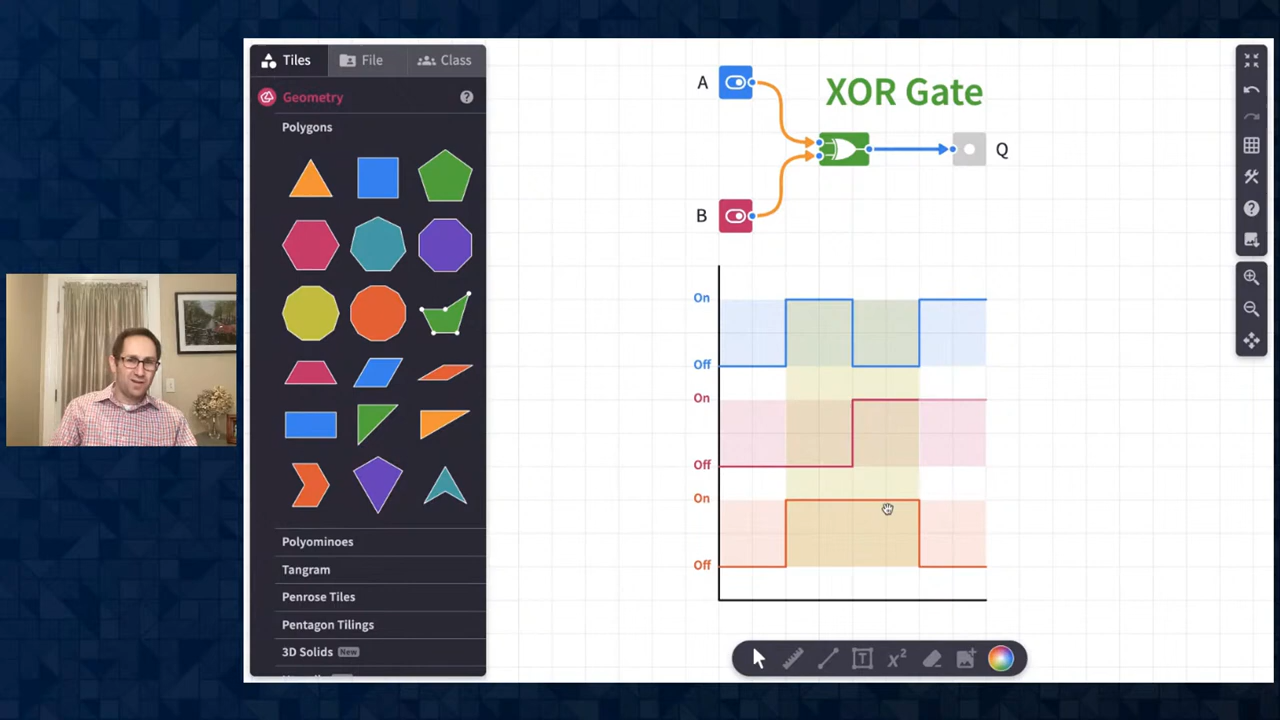 Tiles
File
Class
Geometry
?
Polygons
Polyominoes
Tangram
Penrose Tiles
Pentagon Tilings
3D Solids New
A
XOR Gate
Q
B
On
Off
On
Off
On
Off
T
x²
?